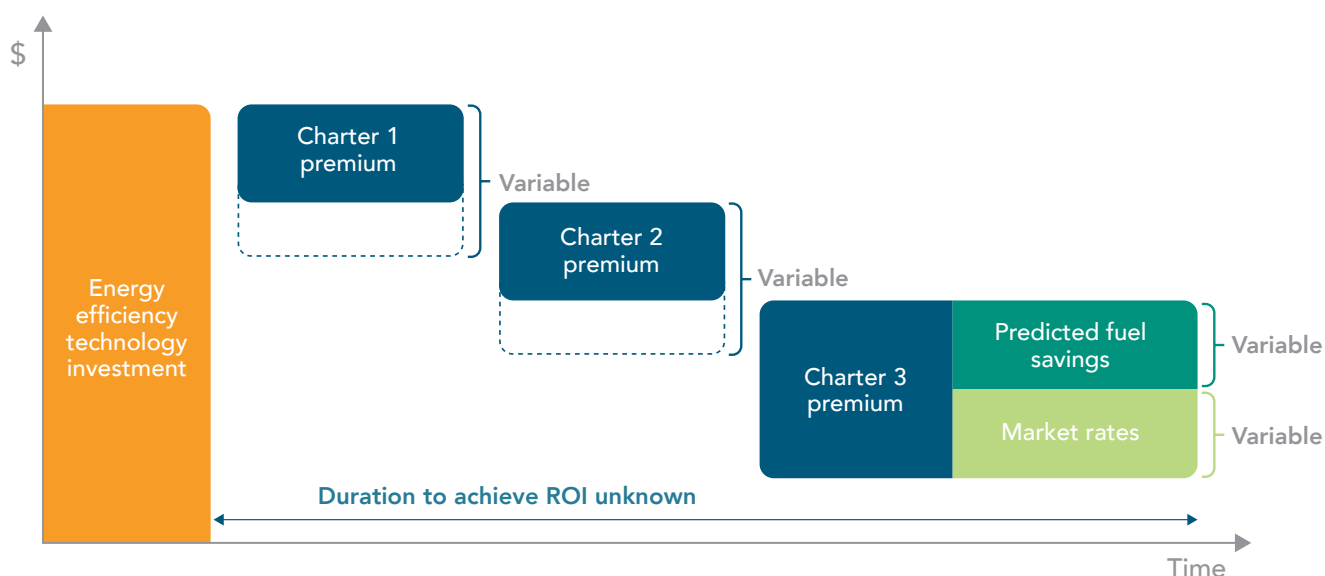 $
Charter 1
premium
Variable
Charter 2
premium
Variable
Energy
efficiency
technology
investment
Predicted fuel
savings
Variable
Charter 3
premium
Market rates
Variable
Duration to achieve ROI unknown
Time